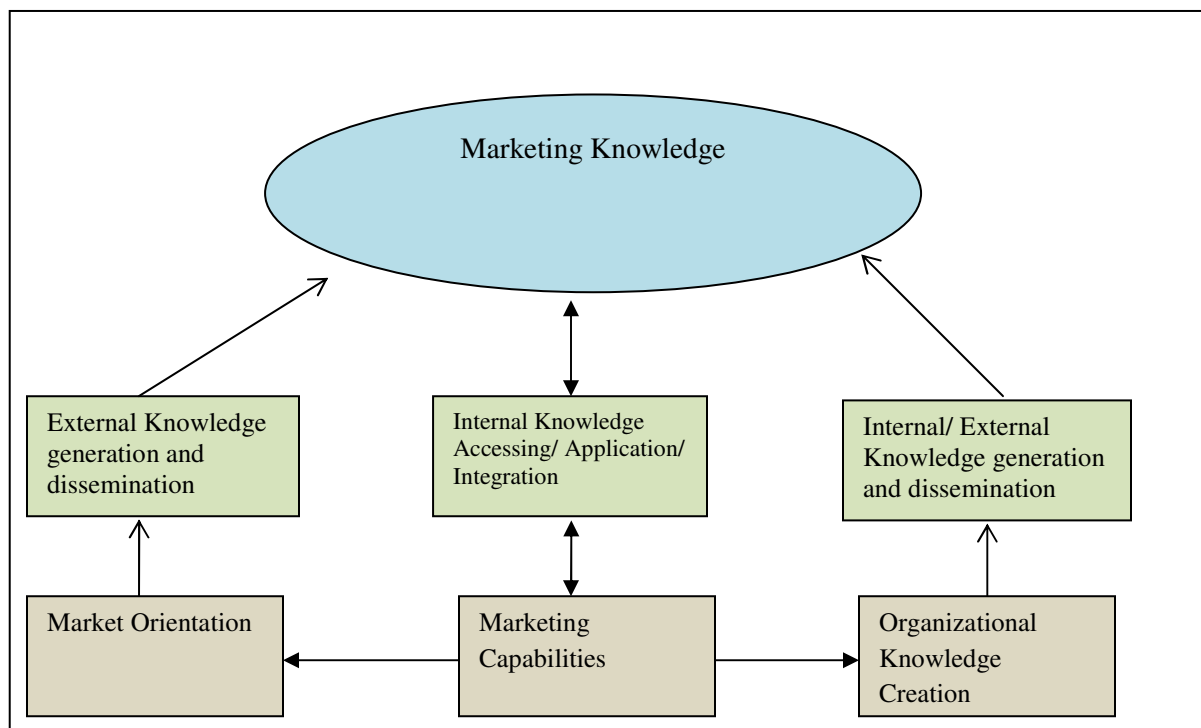 Marketing Knowledge
External Knowledge
generation and
dissemination
Internal Knowledge
Accessing/ Application/
Integration
Internal/ External
Knowledge generation
and dissemination
Market Orientation
Marketing
Capabilities
Organizational
Knowledge
Creation